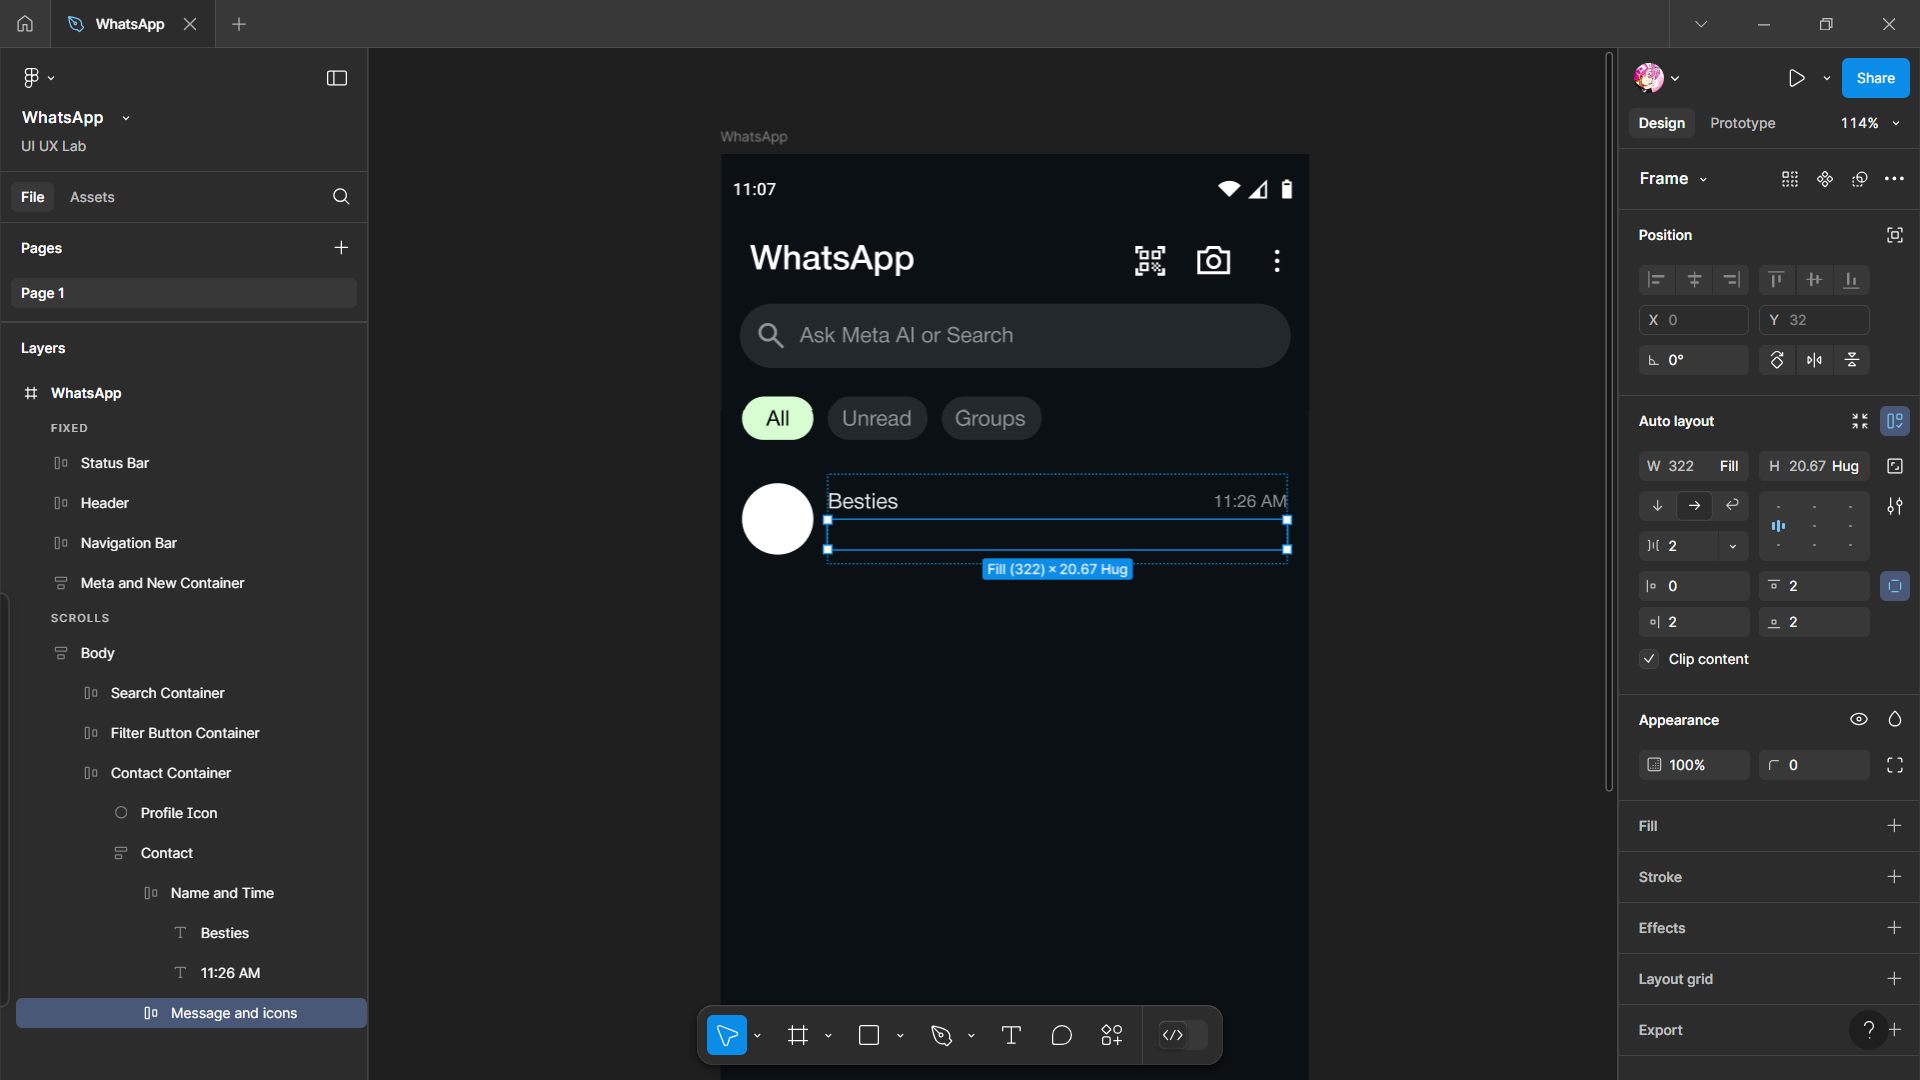 WhatsApp
WhatsApp
UI UX Lab
File
Assets
Pages
Page 1
Layers
WhatsApp
FIXED
Status Bar
Header
Navigation Bar
Meta and New Container
SCROLLS
Body
Search Container
Filter Button Container
Contact Container
Profile Icon
Contact
Name and Time
Besties
11:26 AM
Message and icons
WhatsApp
11:07
WhatsApp
Ask Meta AI or Search
All
Unread
Groups
Besties
11:26 AM
Fill (322) × 20.67 Hug
Share
Design
Prototype
114%
Frame
Position
X 0
Y 32
0°
Auto layout
W 322 Fill
H 20.67 Hug
2
0
2
2
2
Clip content
Appearance
100%
0
Fill
Stroke
Effects
Layout grid
Export
?